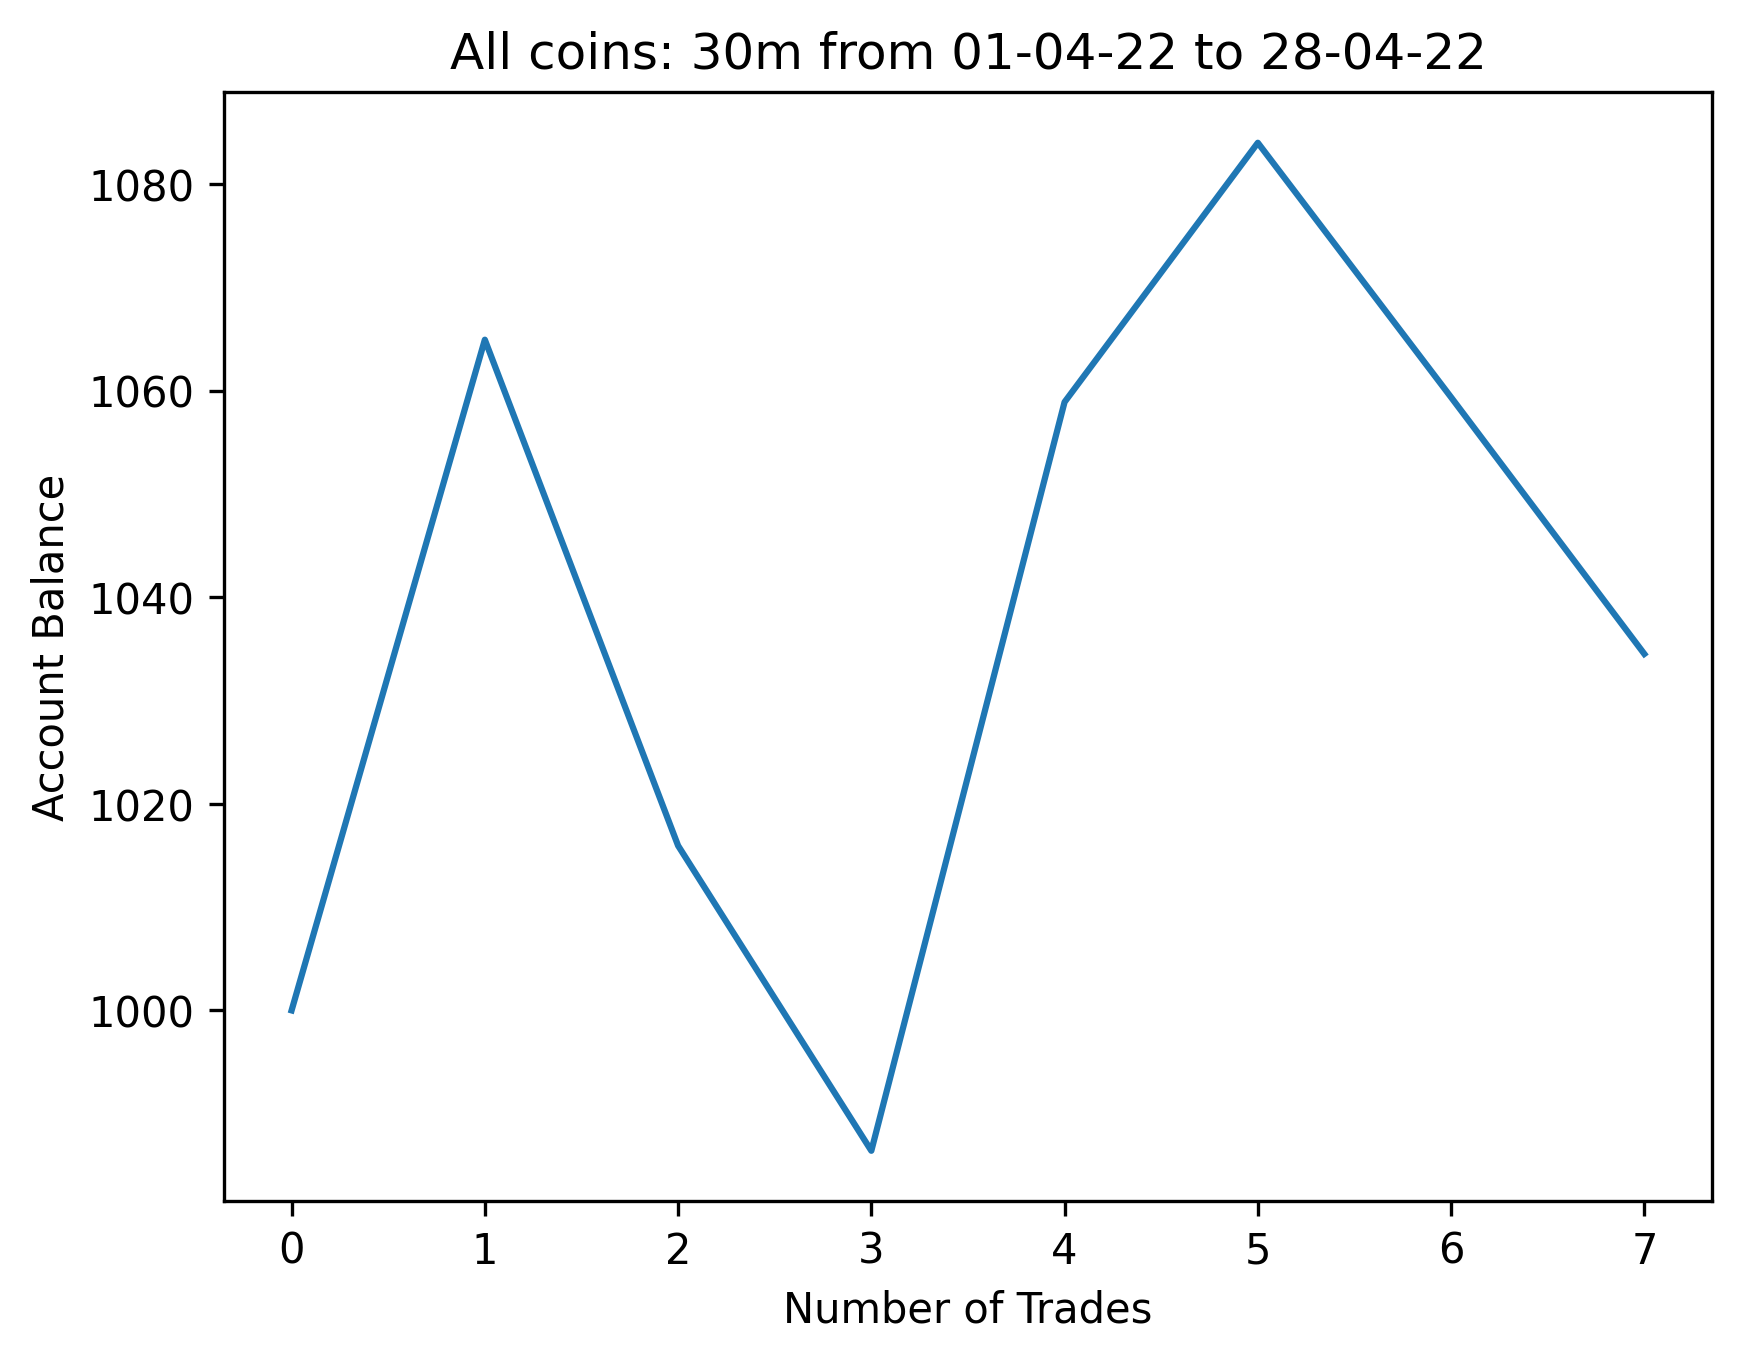 All coins: 30m from 01-04-22 to 28-04-22
1080
1060
1040
1020
1000
Account Balance
0 1 2 3 4 5 6 7
Number of Trades